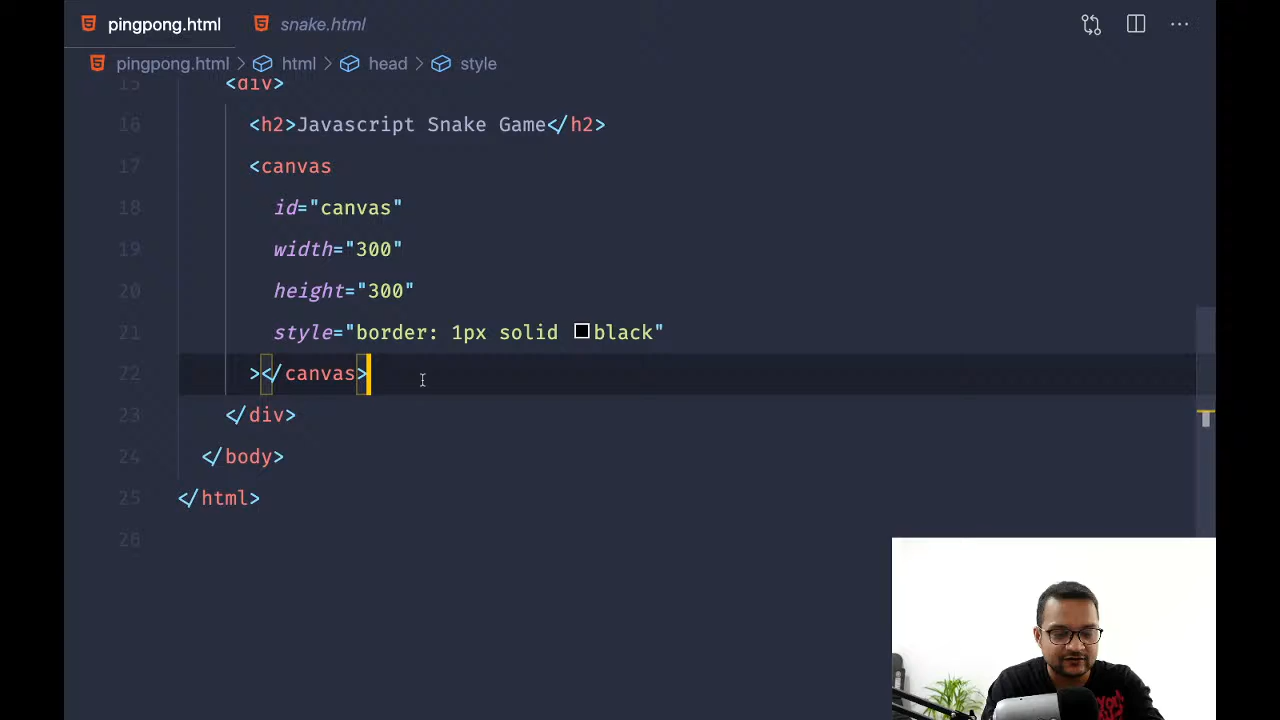 pingpong.html snake.html
pingpong.html > html > head > style
15 <div>
16 <h2>Javascript Snake Game</h2>
17 <canvas
18 id="canvas"
19 width="300"
20 height="300"
21 style="border: 1px solid black"
22 ></canvas>
23 </div>
24 </body>
25 </html>
26